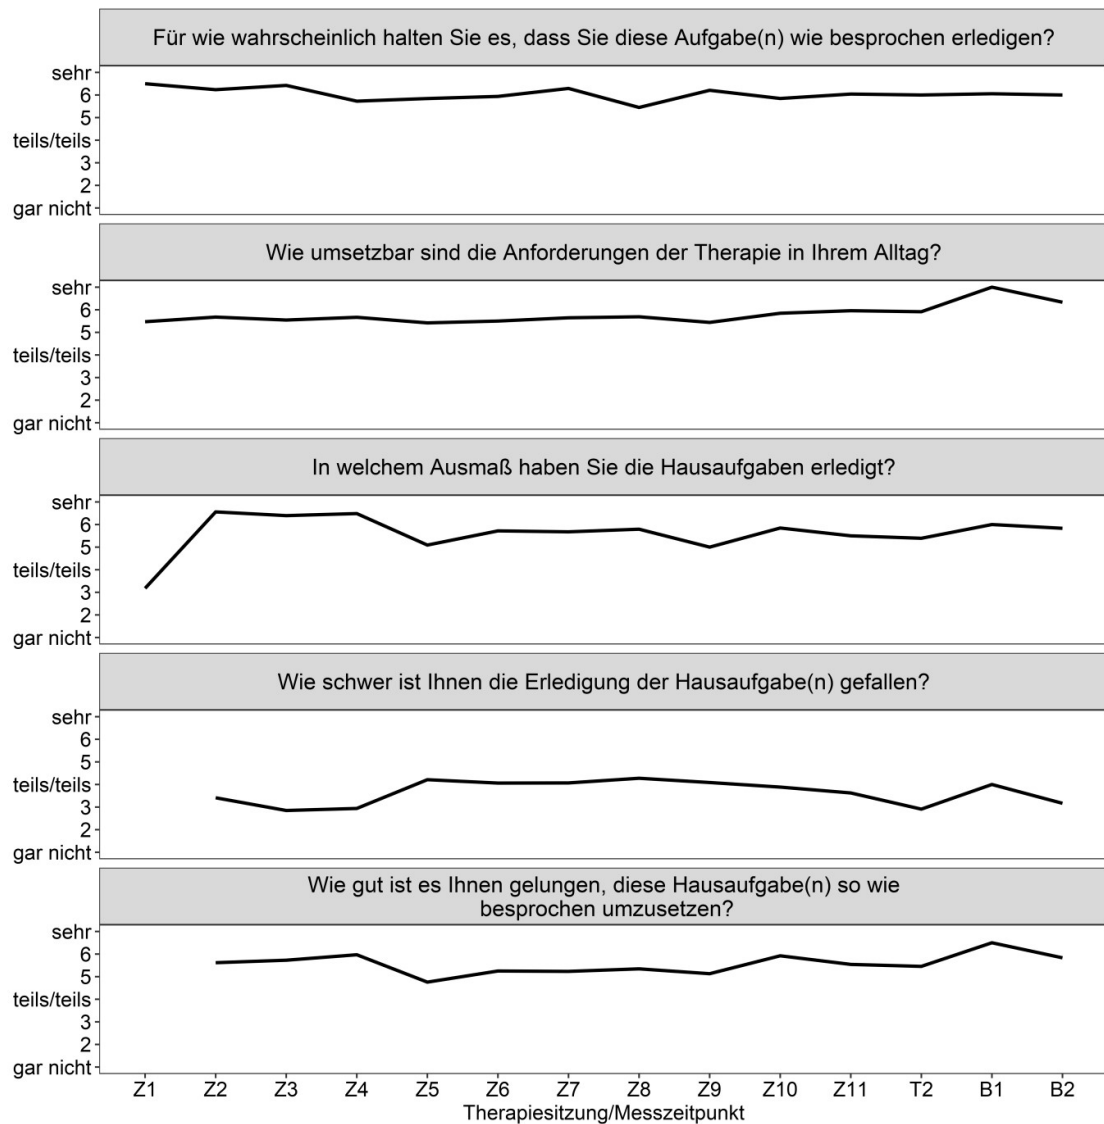 Für wie wahrscheinlich halten Sie es, dass Sie diese Aufgabe(n) wie besprochen erledigen?
sehr
6
5
teils/teils
3
2
gar nicht
Wie umsetzbar sind die Anforderungen der Therapie in Ihrem Alltag?
sehr
6
5
teils/teils
3
2
gar nicht
In welchem Ausmaß haben Sie die Hausaufgaben erledigt?
sehr
6
5
teils/teils
3
2
gar nicht
Wie schwer ist Ihnen die Erledigung der Hausaufgabe(n) gefallen?
sehr
6
5
teils/teils
3
2
gar nicht
Wie gut ist es Ihnen gelungen, diese Hausaufgabe(n) so wie
besprochen umzusetzen?
sehr
6
5
teils/teils
3
2
gar nicht
Z1 Z2 Z3 Z4 Z5 Z6 Z7 Z8 Z9 Z10 Z11 T2 B1 B2
Therapiesitzung/Messzeitpunkt